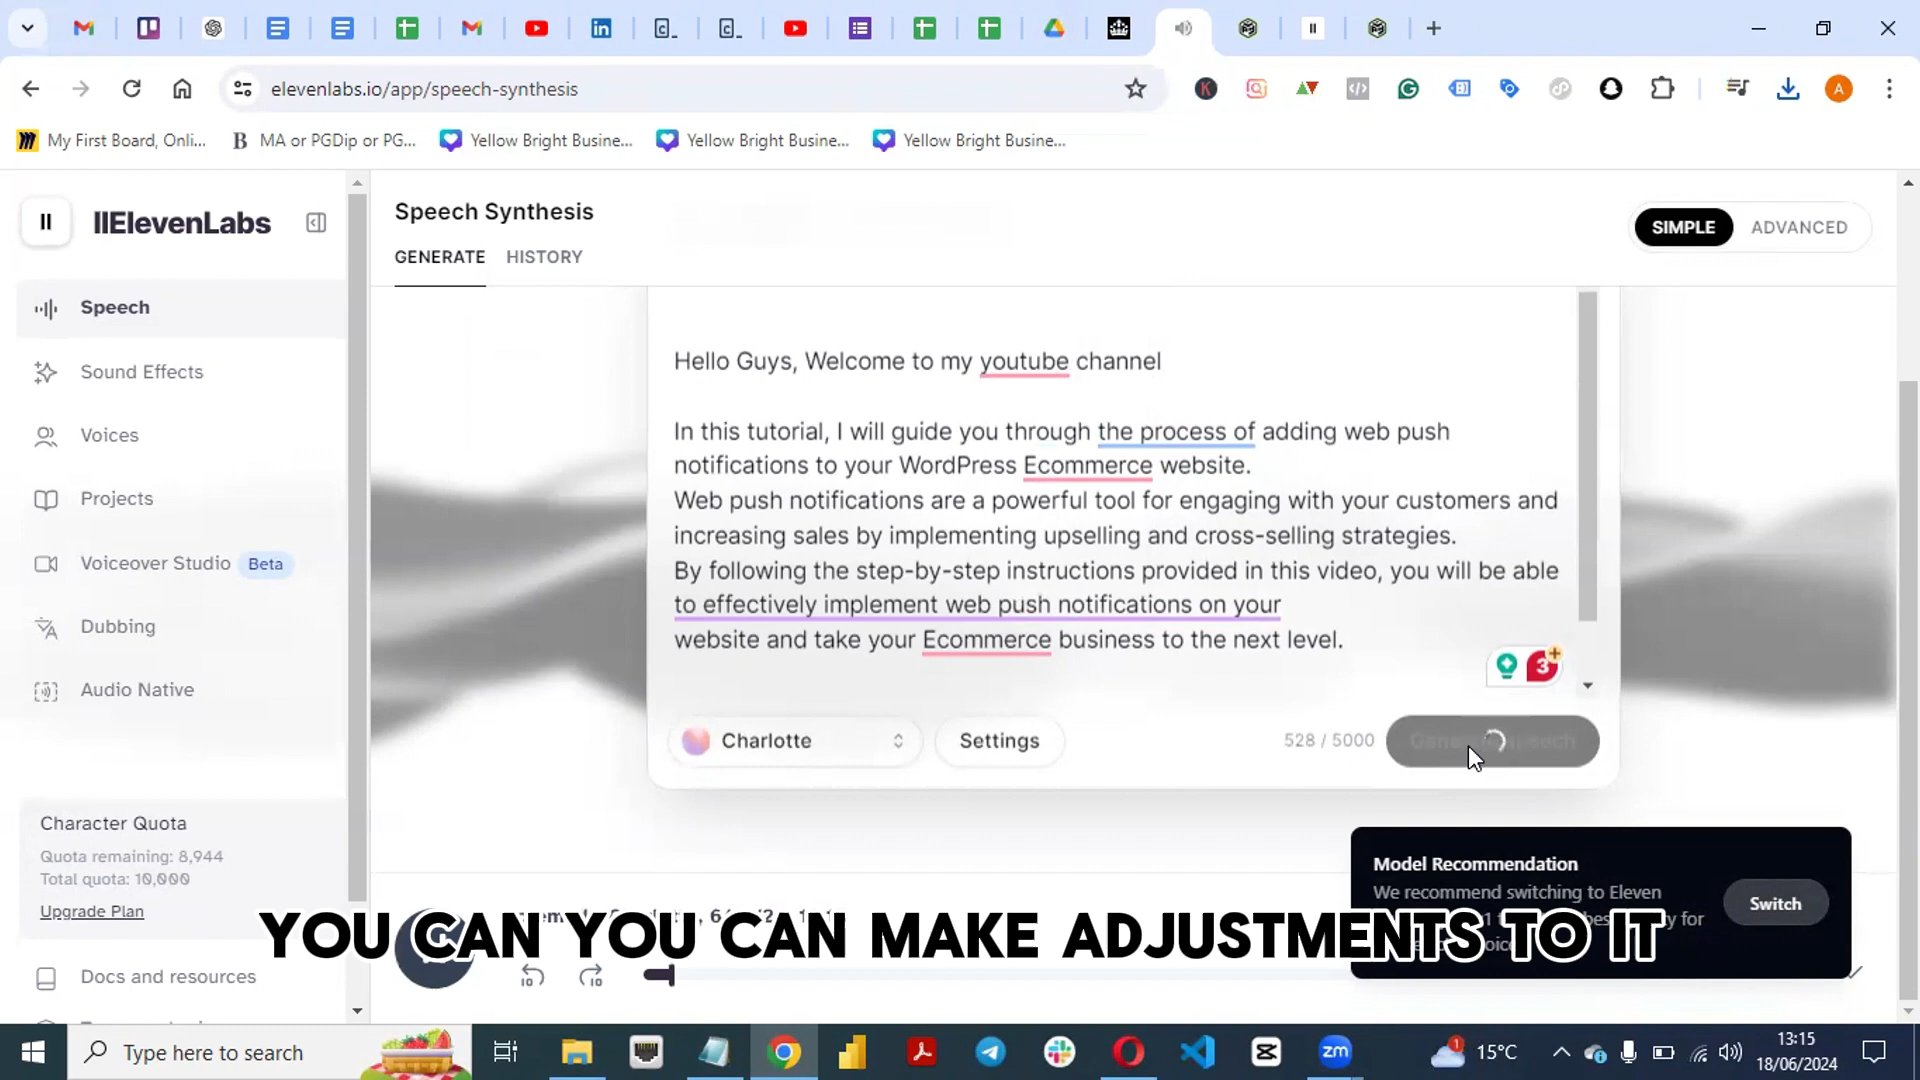 elevenlabs.io/app/speech-synthesis
My First Board, Onli...
MA or PGDip or PG...
Yellow Bright Busine...
Yellow Bright Busine...
Yellow Bright Busine...
IIElevenLabs
Speech Synthesis
SIMPLE
ADVANCED
GENERATE
HISTORY
Speech
Sound Effects
Voices
Projects
Voiceover Studio
Beta
Dubbing
Audio Native
Hello Guys, Welcome to my youtube channel
In this tutorial, I will guide you through the process of adding web push
notifications to your WordPress Ecommerce website.
Web push notifications are a powerful tool for engaging with your customers and
increasing sales by implementing upselling and cross-selling strategies.
By following the step-by-step instructions provided in this video, you will be able
to effectively implement web push notifications on your
website and take your Ecommerce business to the next level.
3
Charlotte
Settings
528 / 5000
Character Quota
Quota remaining: 8,944
Total quota: 10,000
Upgrade Plan
Model Recommendation
We recommend switching to Eleven
Switch
YOU CAN YOU CAN MAKE ADJUSTMENTS TO IT
Docs and resources
10
10
Type here to search
zm
1
15°C
13:15
18/06/2024